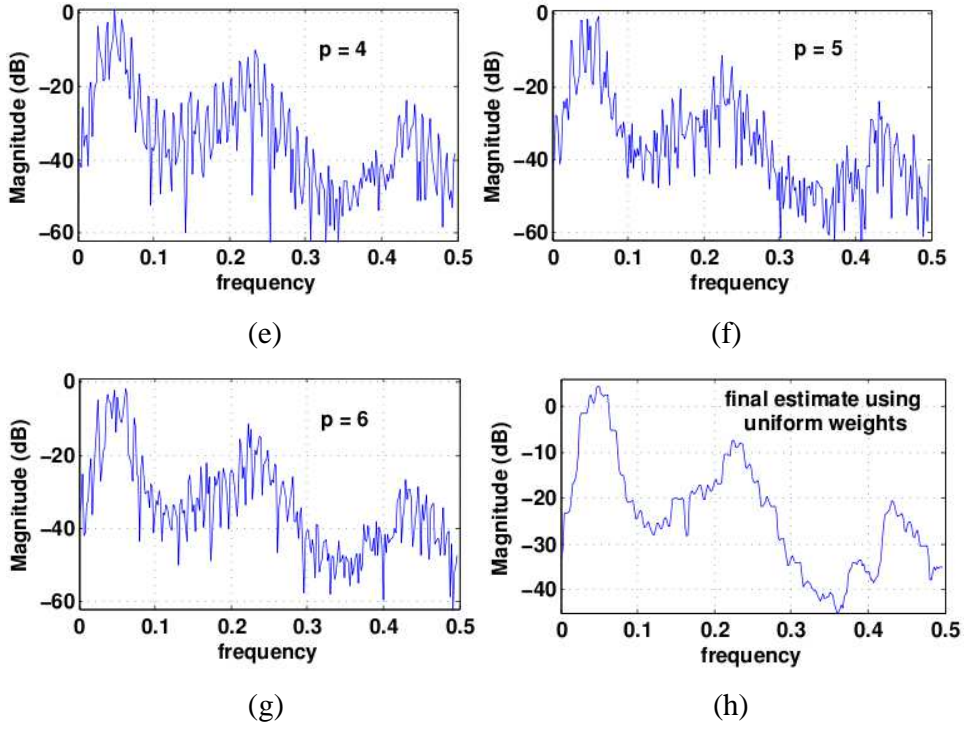 0
−20
−40
−60
Magnitude (dB)
p = 4
0 0.1 0.2 0.3 0.4 0.5
frequency
(e)
0
−20
−40
−60
Magnitude (dB)
p = 5
0 0.1 0.2 0.3 0.4 0.5
frequency
(f)
0
−20
−40
−60
Magnitude (dB)
p = 6
0 0.1 0.2 0.3 0.4 0.5
frequency
(g)
0
−10
−20
−30
−40
Magnitude (dB)
final estimate using
uniform weights
0 0.1 0.2 0.3 0.4 0.5
frequency
(h)